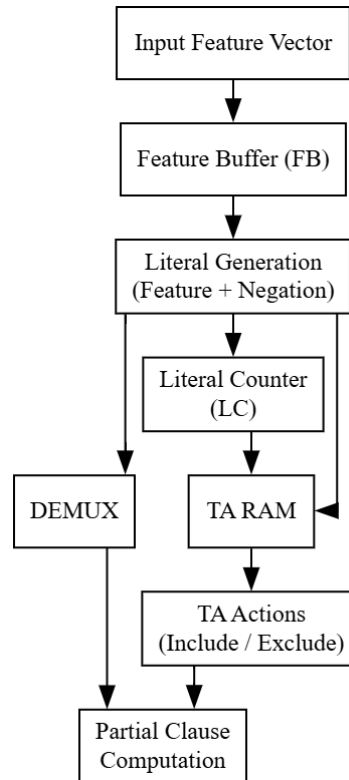 Input Feature Vector
Feature Buffer (FB)
Literal Generation
(Feature + Negation)
Literal Counter
(LC)
DEMUX
TA RAM
TA Actions
(Include / Exclude)
Partial Clause
Computation